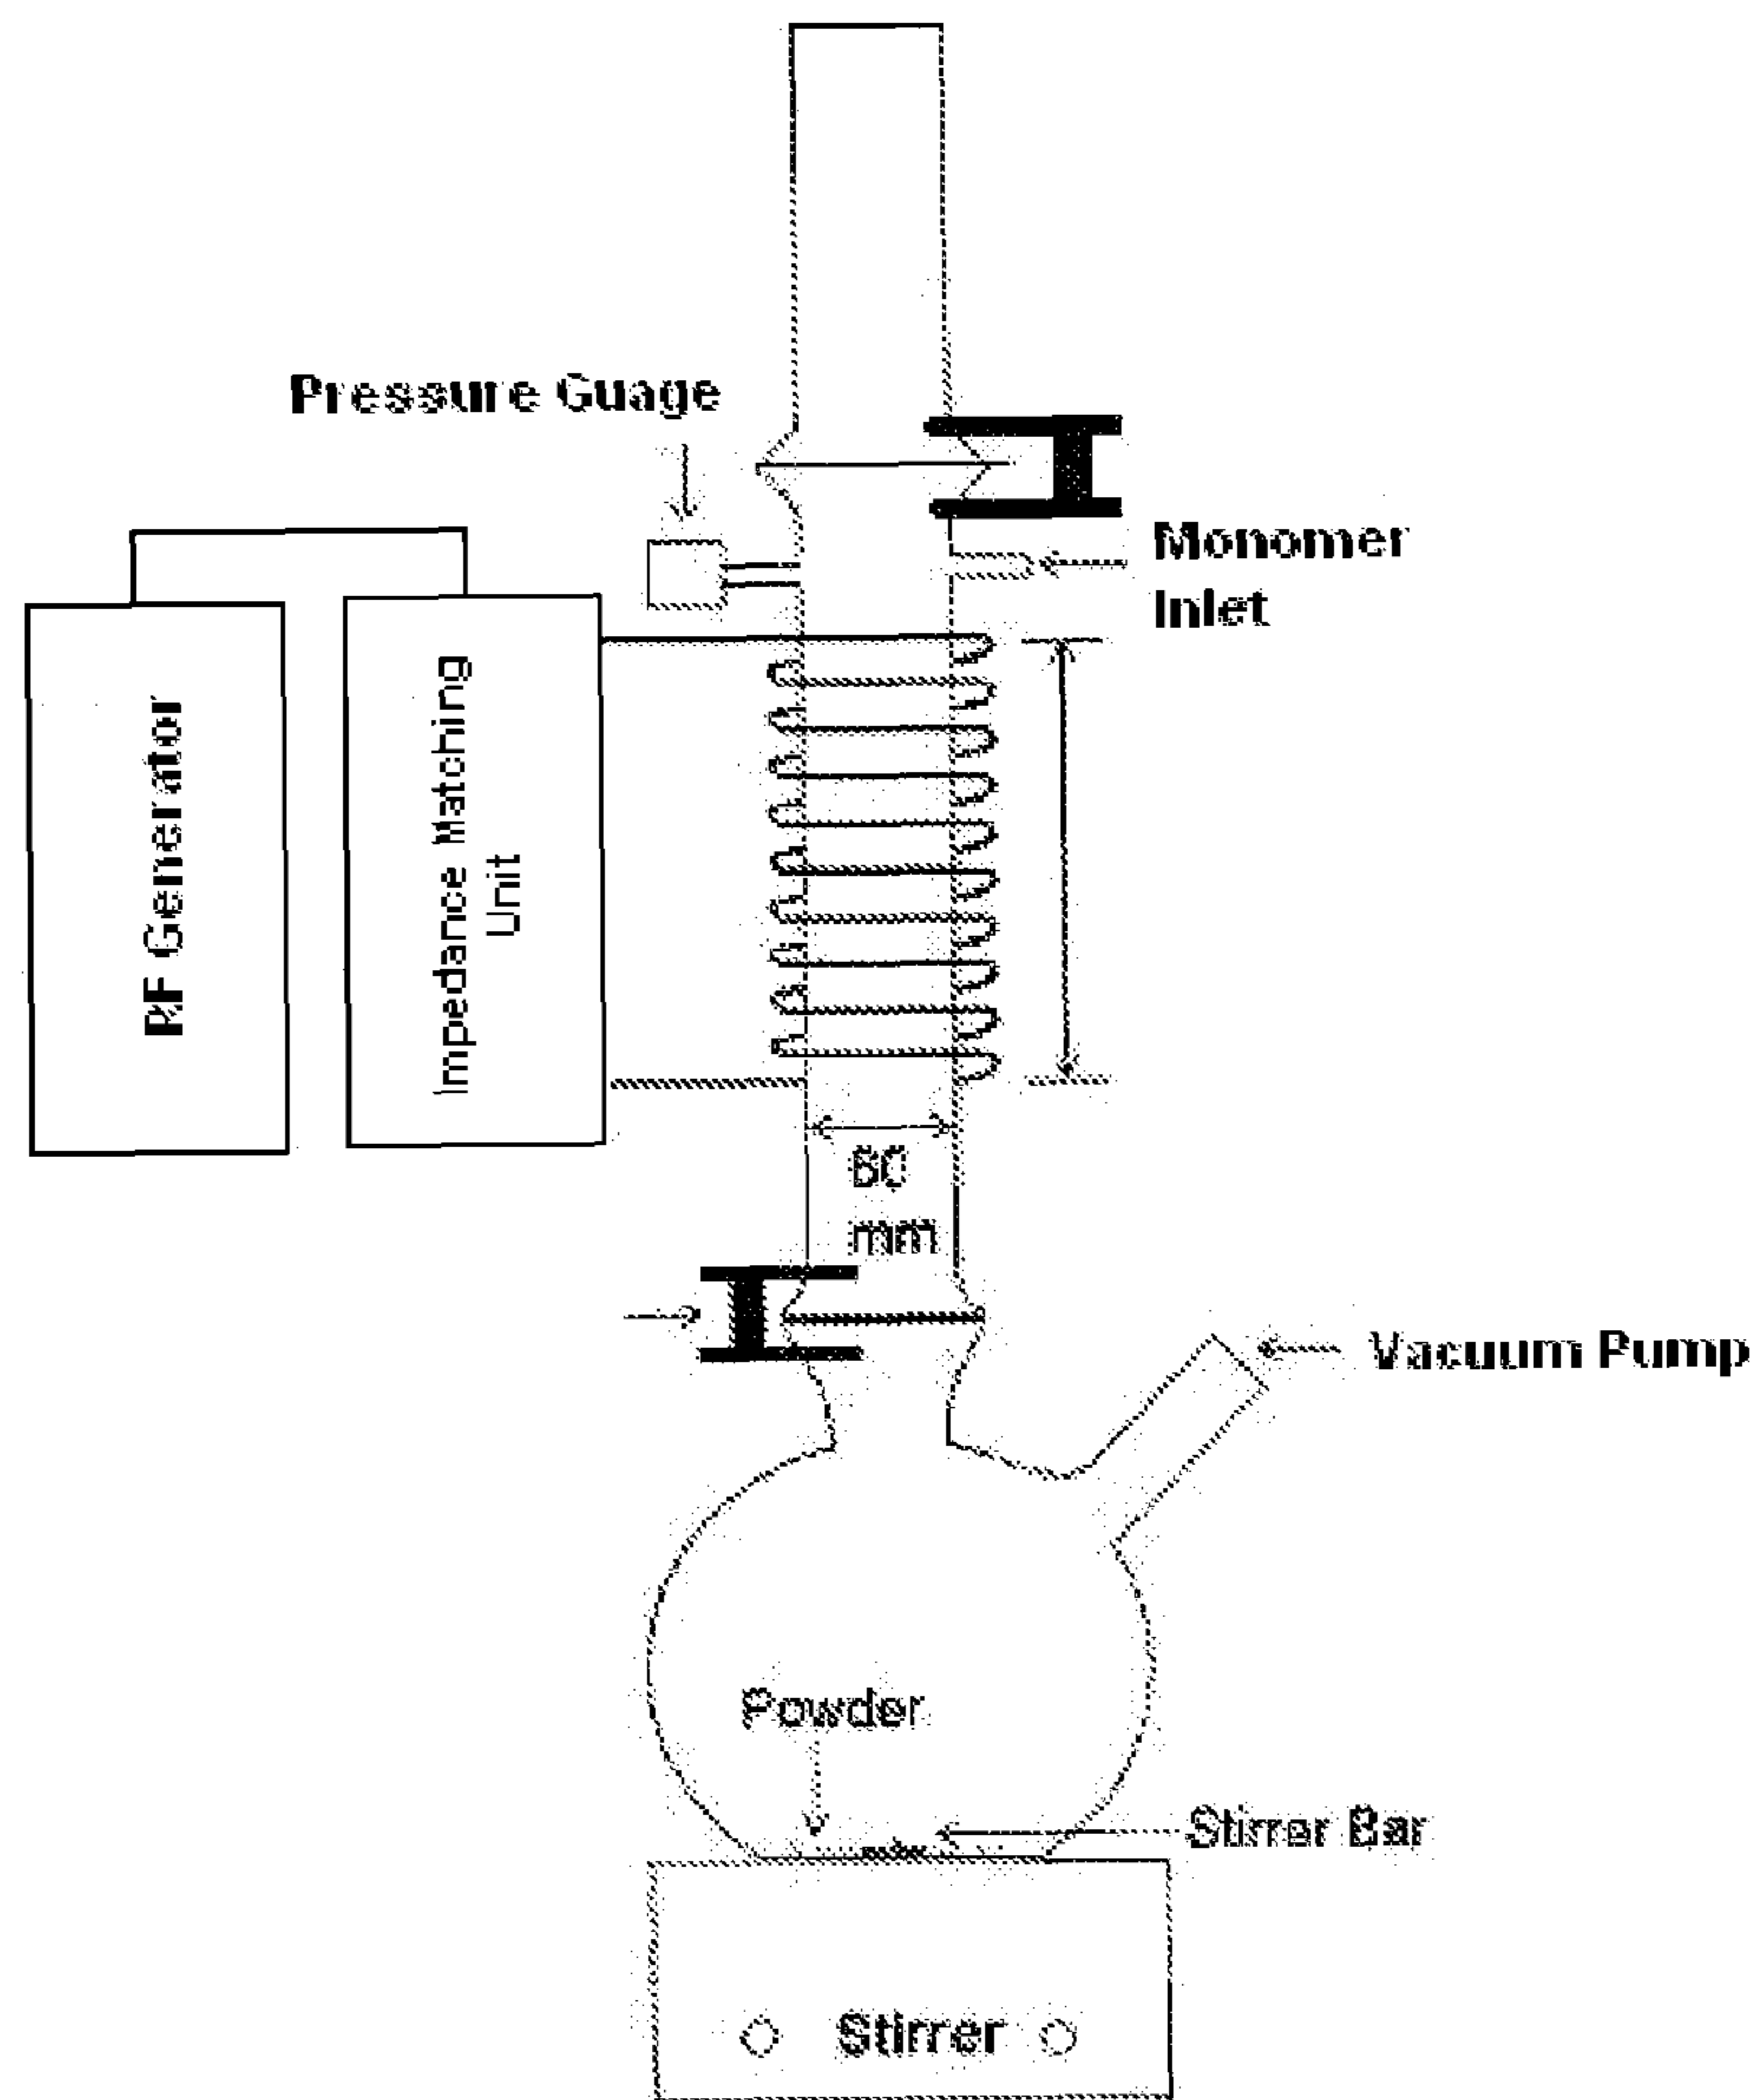 Pressure Guage
Monomer
Inlet
RF Generator
Impedance Matching
Unit
60
mm
Vacuum Pump
Powder
Stirrer Bar
Stirrer